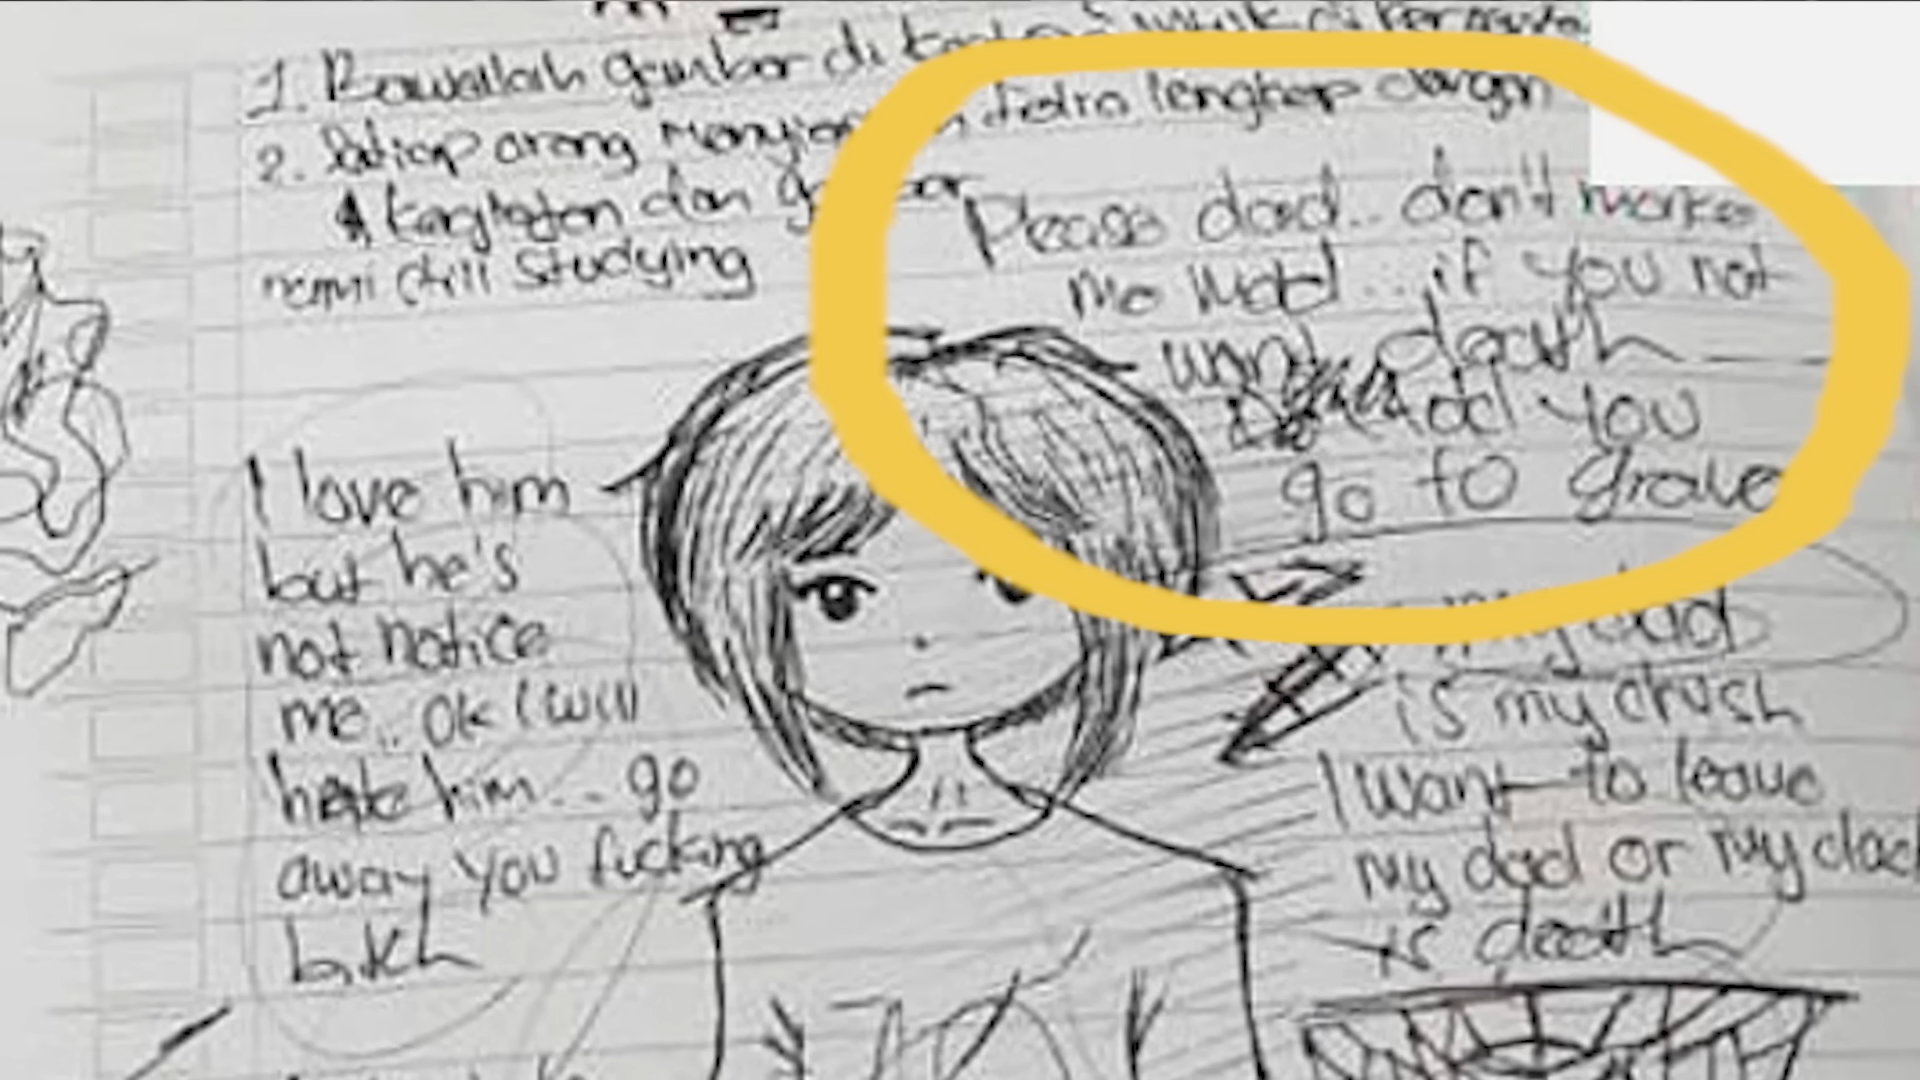 1. Bawalah gambar di
2. Setiap orang lengkap dengan
dan
nami still studying
Please dad.. don't make
me mad... if you not
want death
dad you
go to grave
I love him
but he's
not notice
me.. ok I will
hate him... go
away you fucking
bitch
my dad
is my crush
I want to leave
my dad or my dad
is death